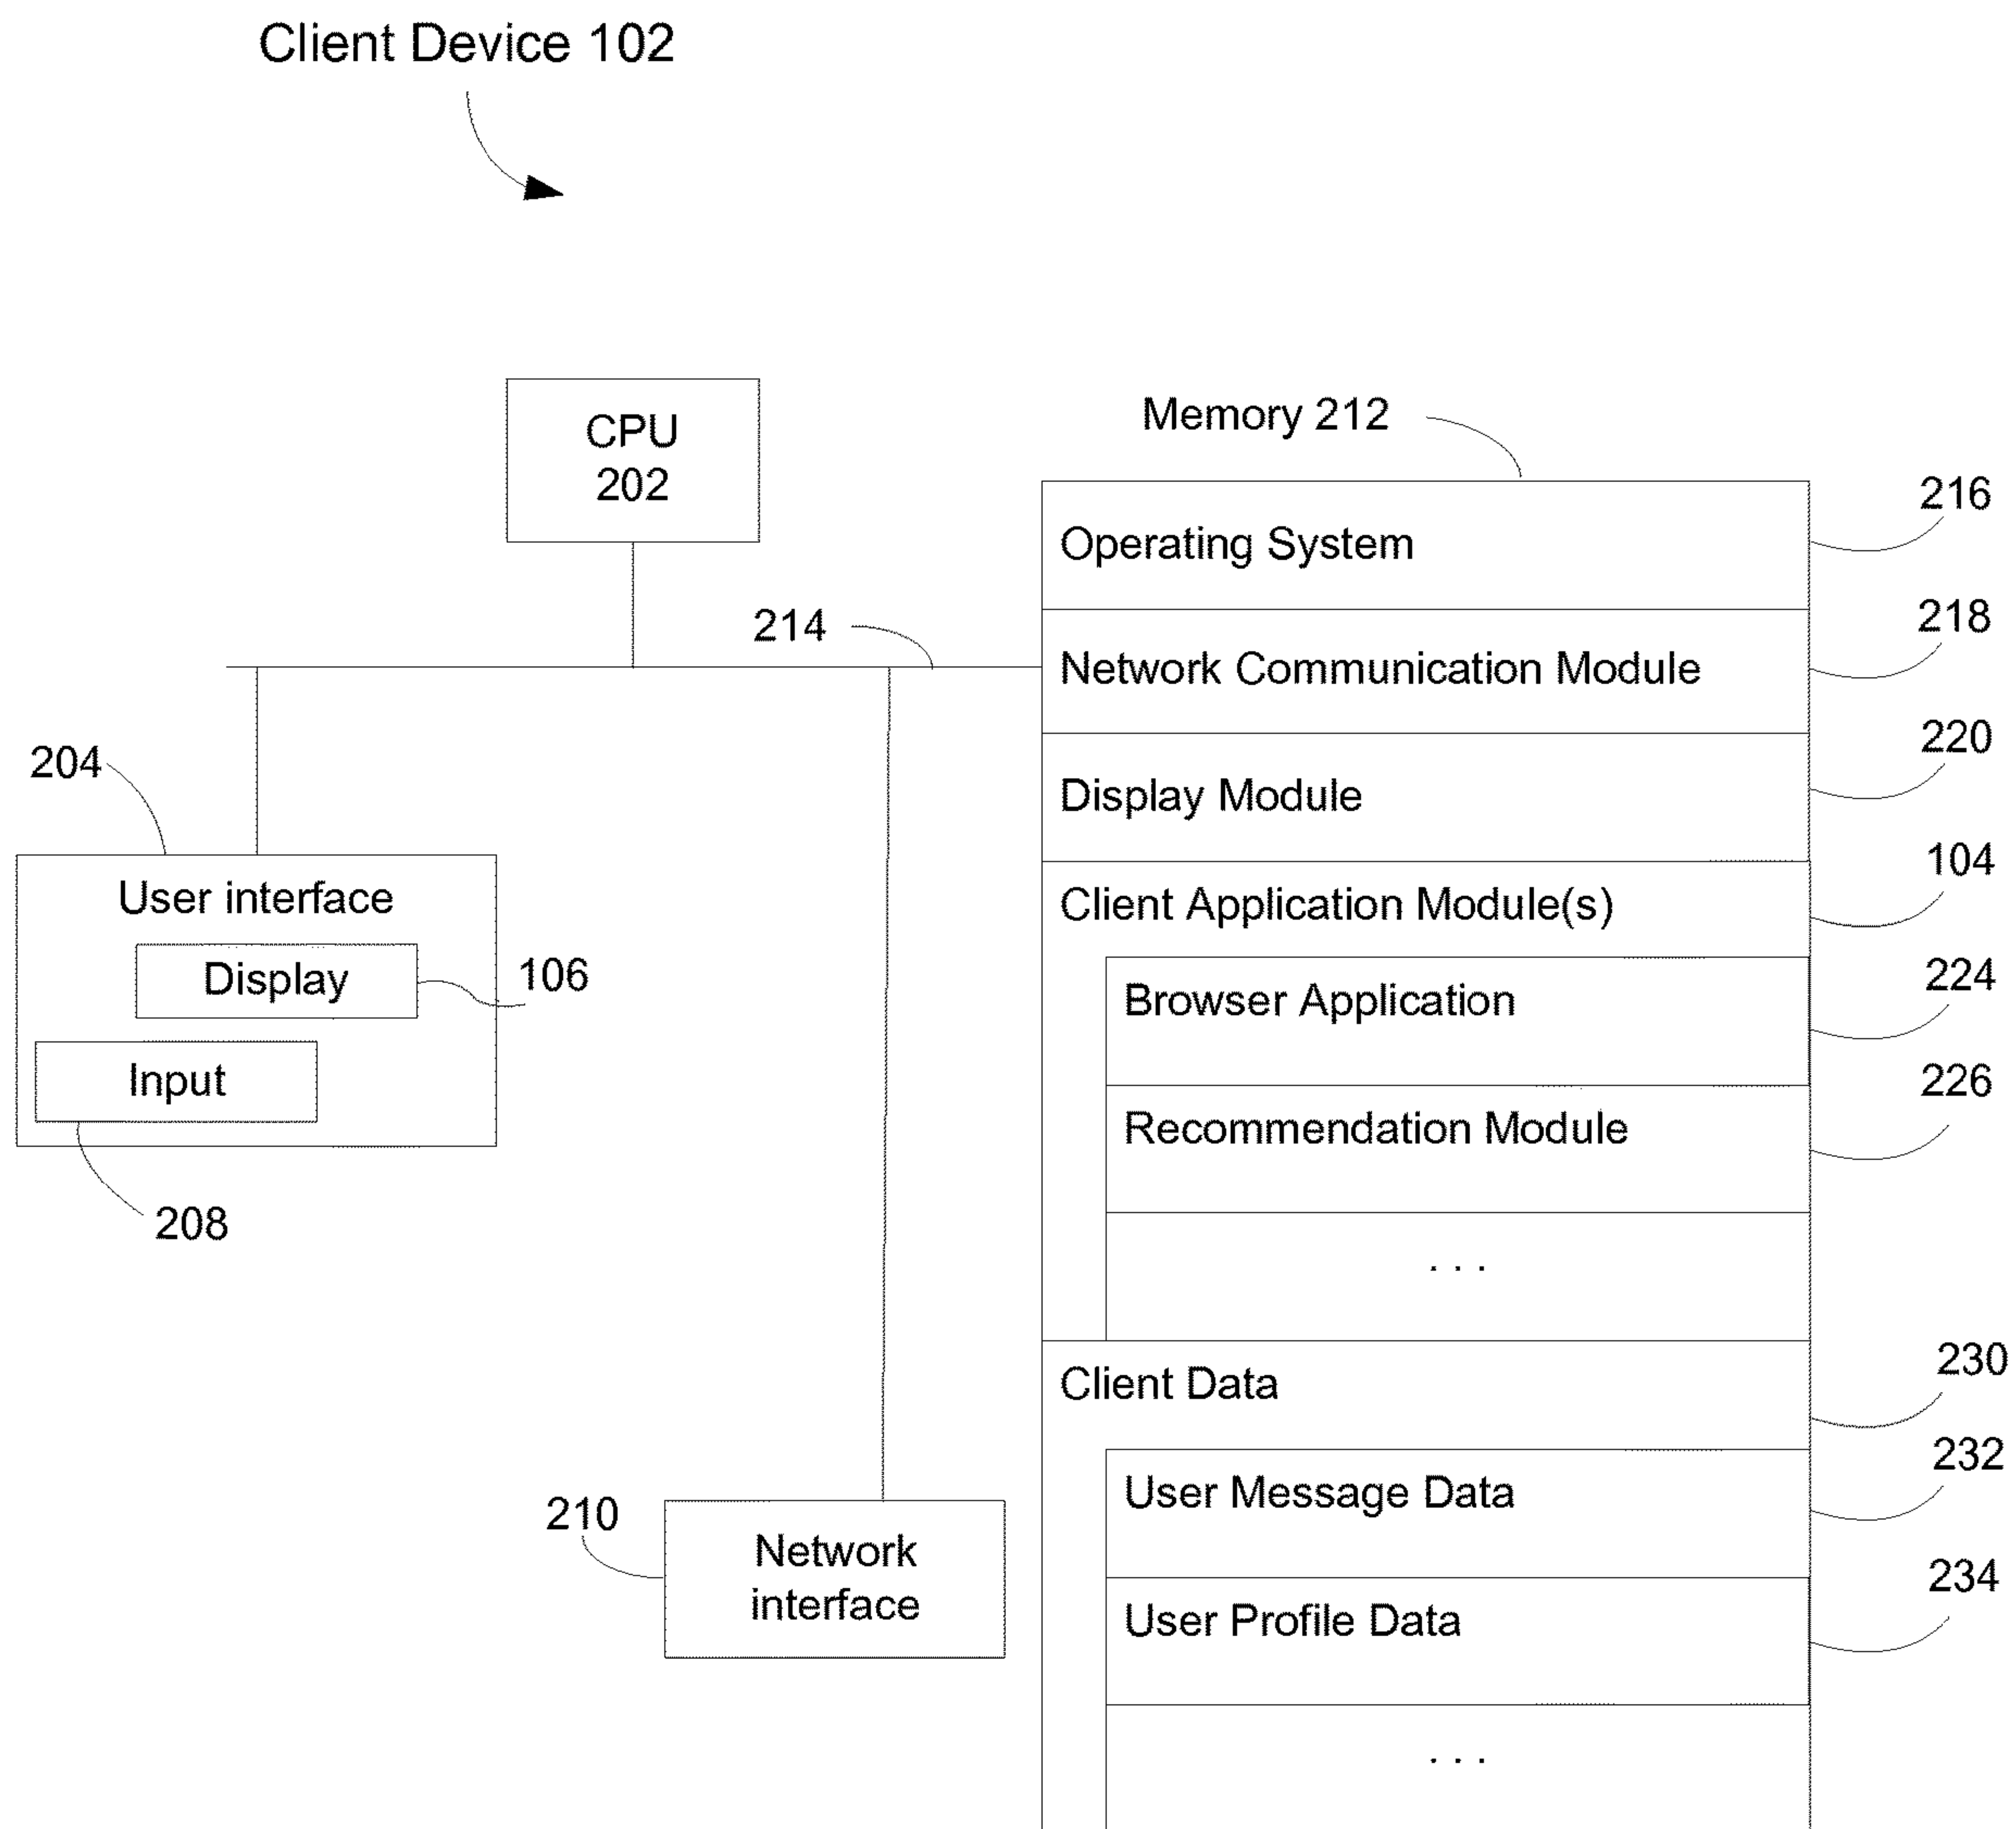 Client Device 102
CPU
202
Memory 212
Operating System
216
214
Network Communication Module
218
Display Module
220
204
User interface
Display
106
Input
208
Client Application Module(s)
104
Browser Application
224
Recommendation Module
226
. . .
Client Data
230
User Message Data
232
User Profile Data
234
. . .
210
Network
interface